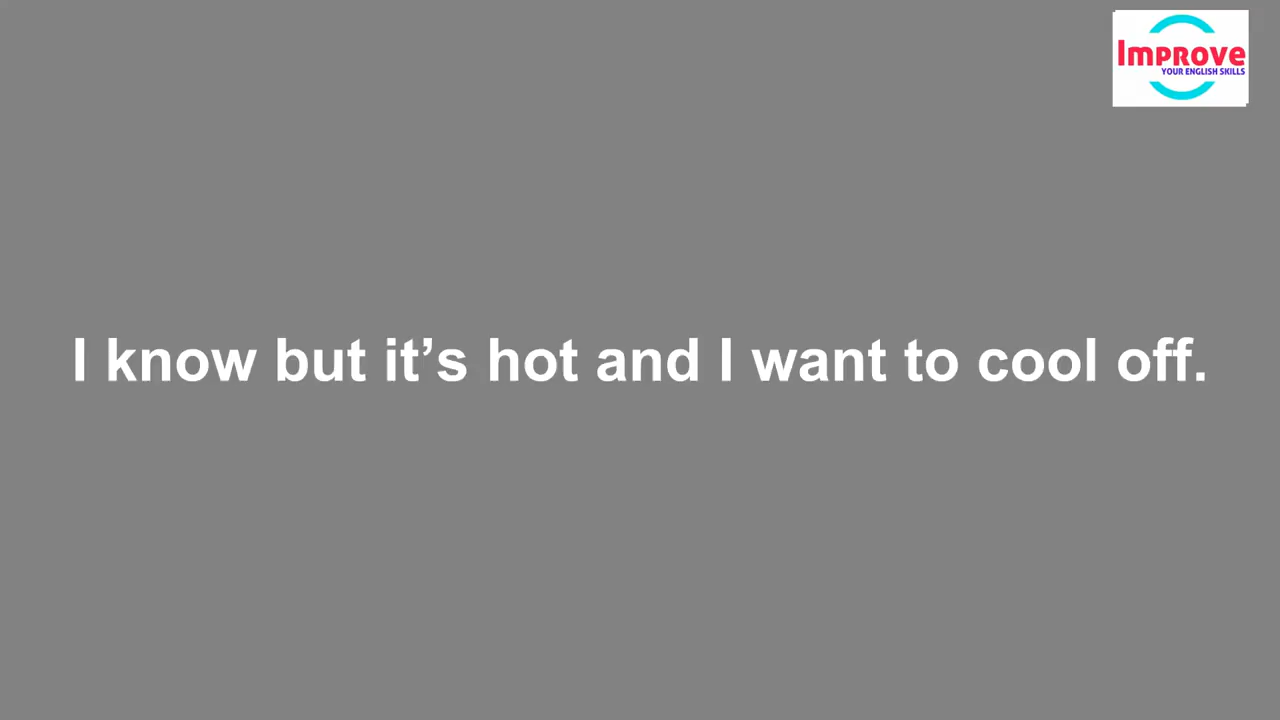 Improve
YOUR ENGLISH SKILLS
I know but it’s hot and I want to cool off.